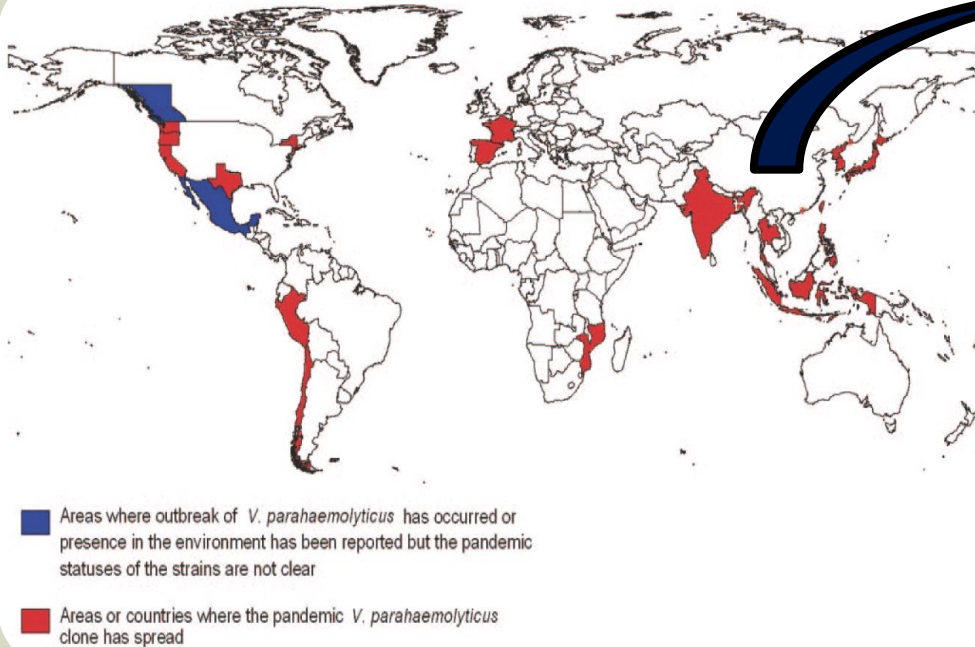 Areas where outbreak of V. parahaemolyticus has occurred or
presence in the environment has been reported but the pandemic
statuses of the strains are not clear
Areas or countries where the pandemic V. parahaemolyticus
clone has spread